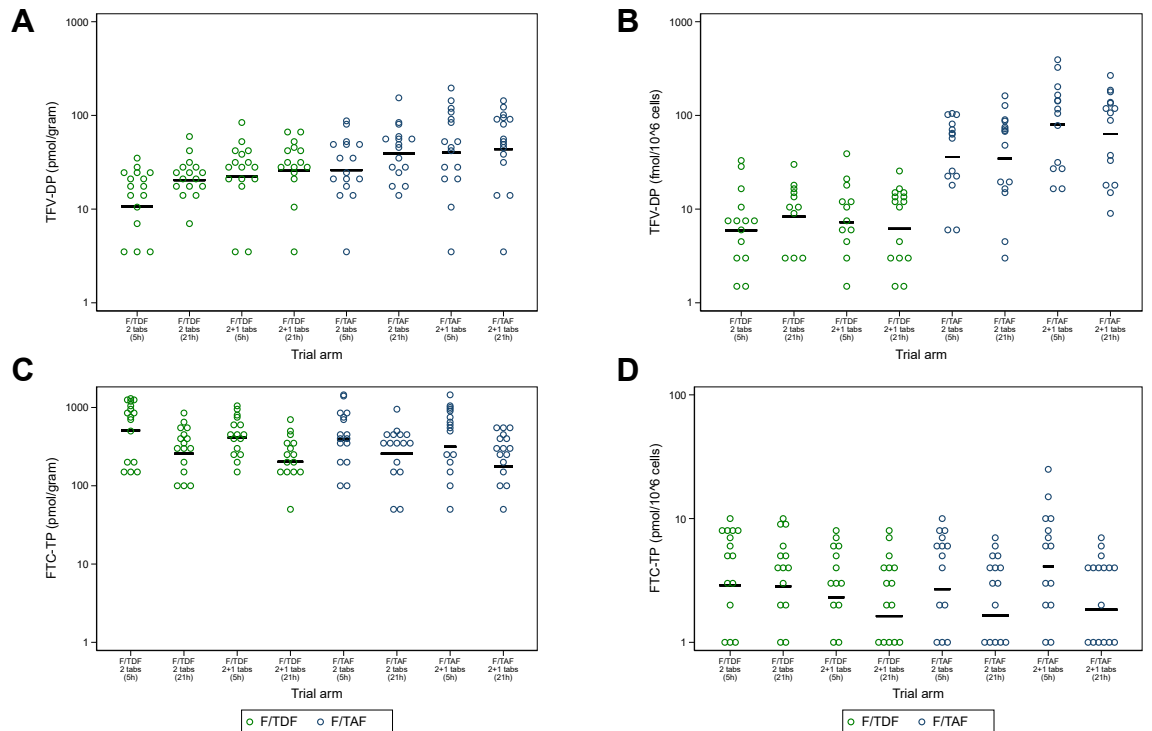 A
1000
100
10
1
TFV-DP (pmol/gram)
F/TDF F/TDF F/TDF F/TDF F/TAF F/TAF F/TAF F/TAF
2 tabs 2 tabs 2+1 tabs 2+1 tabs 2 tabs 2 tabs 2+1 tabs 2+1 tabs
(5h) (21h) (5h) (21h) (5h) (21h) (5h) (21h)
Trial arm
B
1000
100
10
1
TFV-DP (fmol/10^6 cells)
F/TDF F/TDF F/TDF F/TDF F/TAF F/TAF F/TAF F/TAF
2 tabs 2 tabs 2+1 tabs 2+1 tabs 2 tabs 2 tabs 2+1 tabs 2+1 tabs
(5h) (21h) (5h) (21h) (5h) (21h) (5h) (21h)
Trial arm
C
1000
100
10
1
FTC-TP (pmol/gram)
F/TDF F/TDF F/TDF F/TDF F/TAF F/TAF F/TAF F/TAF
2 tabs 2 tabs 2+1 tabs 2+1 tabs 2 tabs 2 tabs 2+1 tabs 2+1 tabs
(5h) (21h) (5h) (21h) (5h) (21h) (5h) (21h)
Trial arm
F/TDF F/TAF
D
100
10
1
FTC-TP (pmol/10^6 cells)
F/TDF F/TDF F/TDF F/TDF F/TAF F/TAF F/TAF F/TAF
2 tabs 2 tabs 2+1 tabs 2+1 tabs 2 tabs 2 tabs 2+1 tabs 2+1 tabs
(5h) (21h) (5h) (21h) (5h) (21h) (5h) (21h)
Trial arm
F/TDF F/TAF